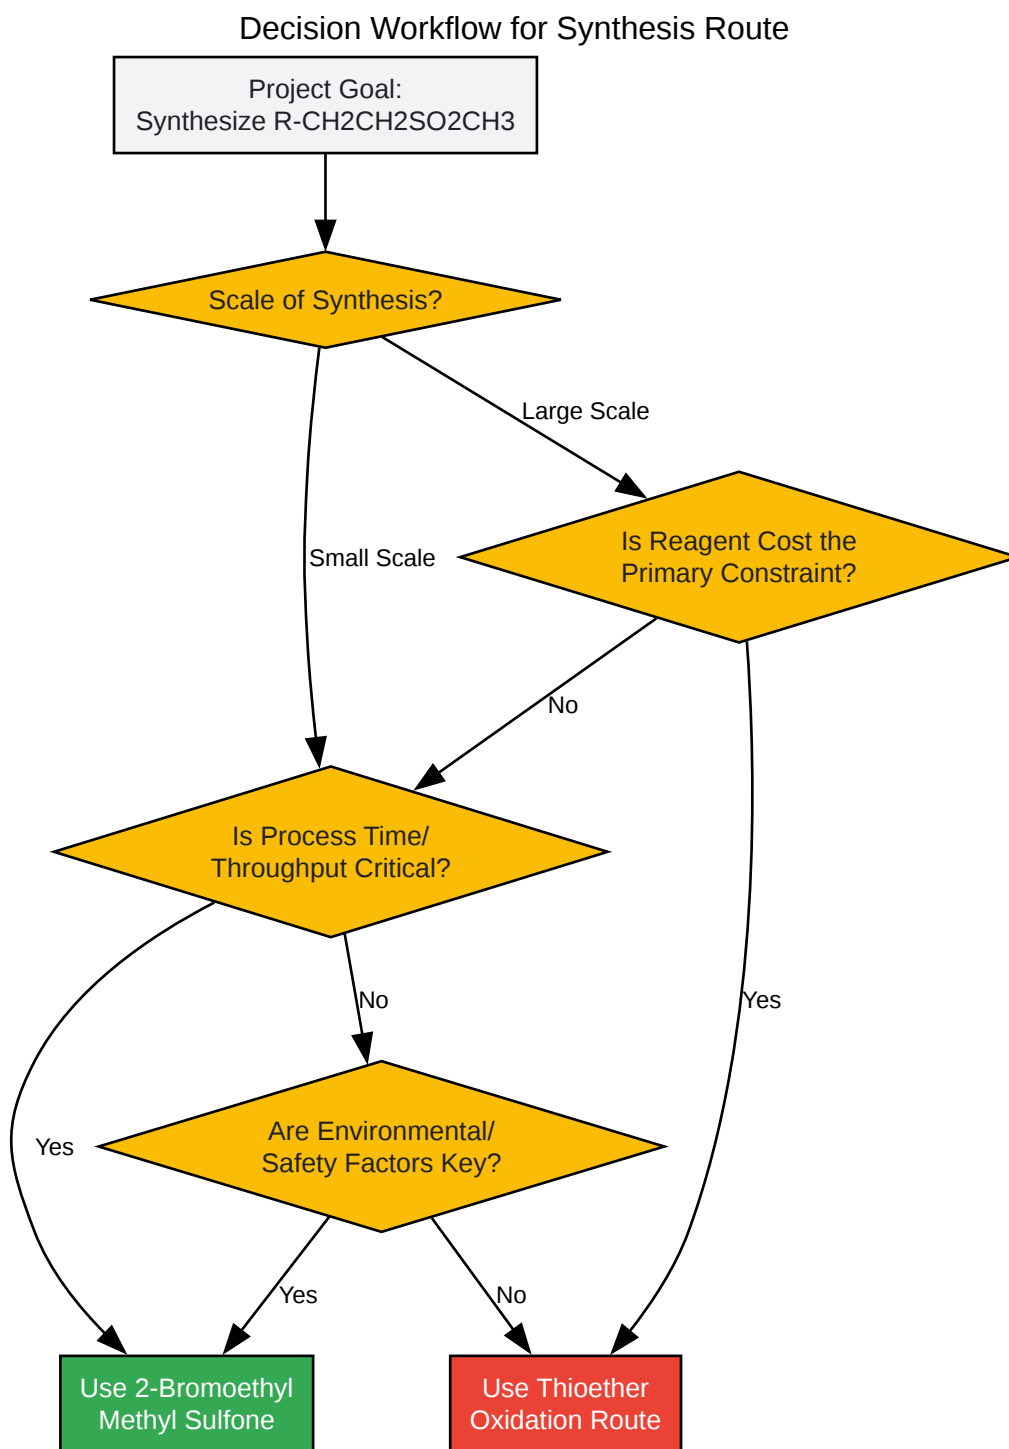 Decision Workflow for Synthesis Route
Project Goal:
Synthesize R-CH2CH2SO2CH3
Scale of Synthesis?
Large Scale
Small Scale
Is Reagent Cost the
Primary Constraint?
No
Is Process Time/
Throughput Critical?
No
Yes
Yes
Are Environmental/
Safety Factors Key?
Yes
No
Use 2-Bromoethyl
Methyl Sulfone
Use Thioether
Oxidation Route